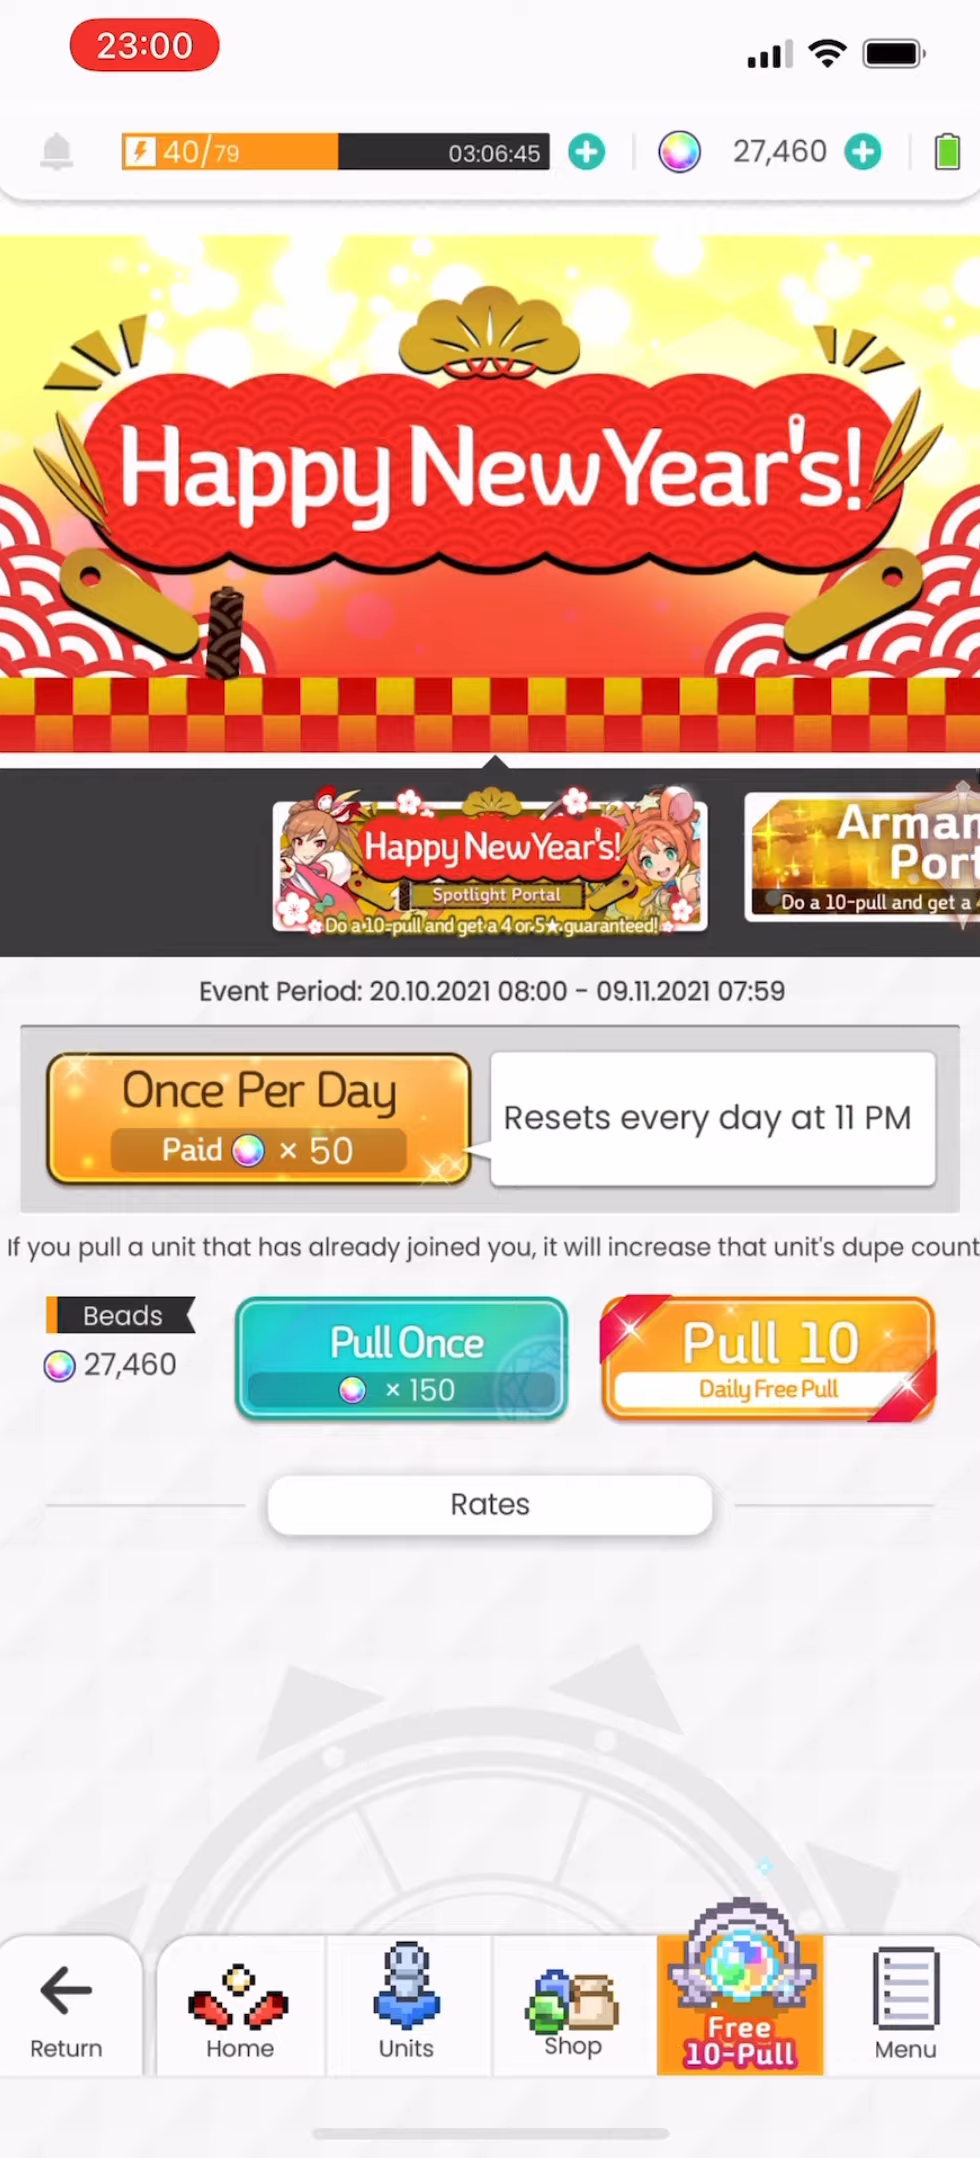 23:00
40/79
03:06:45
27,460
Happy New Year's!
Happy New Year's!
Spotlight Portal
Do a 10-pull and get a 4 or 5★ guaranteed!
Do a 10-pull and get a
Event Period: 20.10.2021 08:00 - 09.11.2021 07:59
Once Per Day
Paid × 50
Resets every day at 11 PM
If you pull a unit that has already joined you, it will increase that unit's dupe count
Beads
27,460
Pull Once
× 150
Pull 10
Daily Free Pull
Rates
Return
Home
Units
Shop
Free
10-Pull
Menu